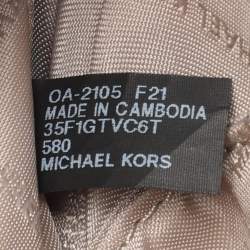 OA-2105 F21
MADE IN CAMBODIA
35F1GTVC6T
580
MICHAEL KORS